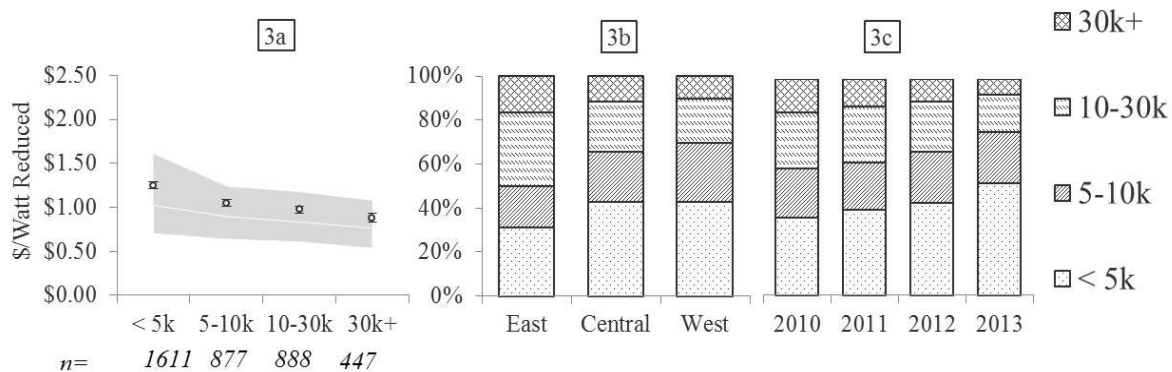 3a
3b
3c
$/Watt Reduced
$2.50
$2.00
$1.50
$1.00
$0.50
$0.00
< 5k 5-10k 10-30k 30k+
n= 1611 877 888 447
100%
80%
60%
40%
20%
0%
East Central West
2010 2011 2012 2013
30k+
10-30k
5-10k
< 5k